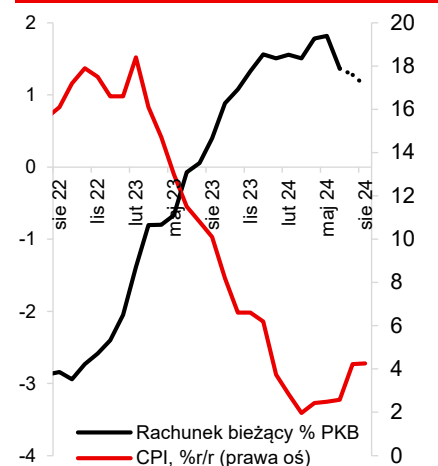 2
1
0
-1
-2
-3
-4
20
18
16
14
12
10
8
6
4
2
0
sie 22
lis 22
lut 23
maj 23
sie 23
lis 23
lut 24
maj 24
sie 24
Rachunek bieżący % PKB
CPI, %r/r (prawa oś)